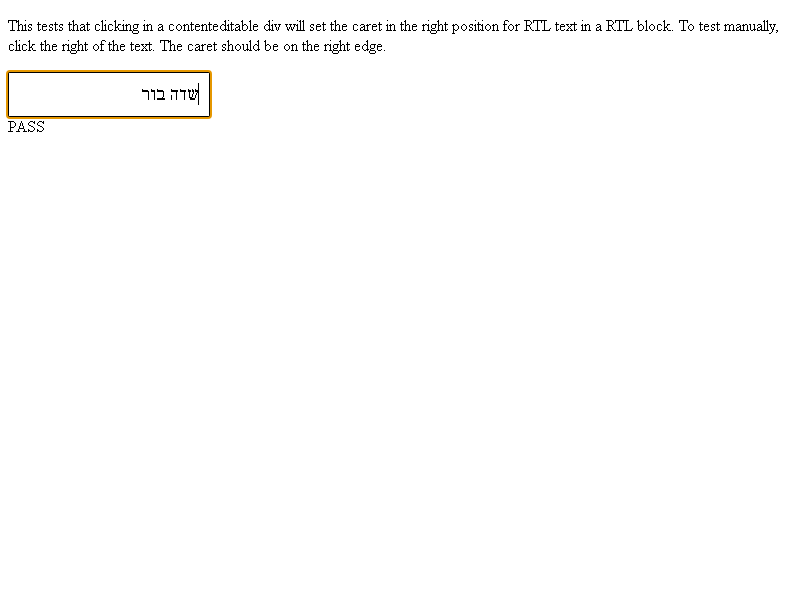 This tests that clicking in a contenteditable div will set the caret in the right position for RTL text in a RTL block. To test manually,
click the right of the text. The caret should be on the right edge.
שדה בור
PASS